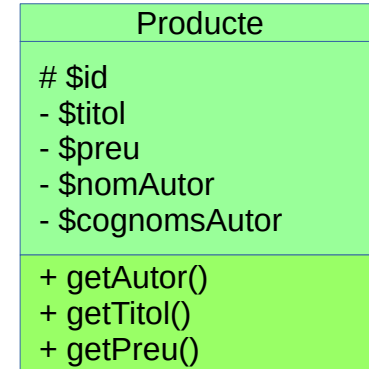 Producte
# $id
- $titol
- $preu
- $nomAutor
- $cognomsAutor
+ getAutor()
+ getTitol()
+ getPreu()